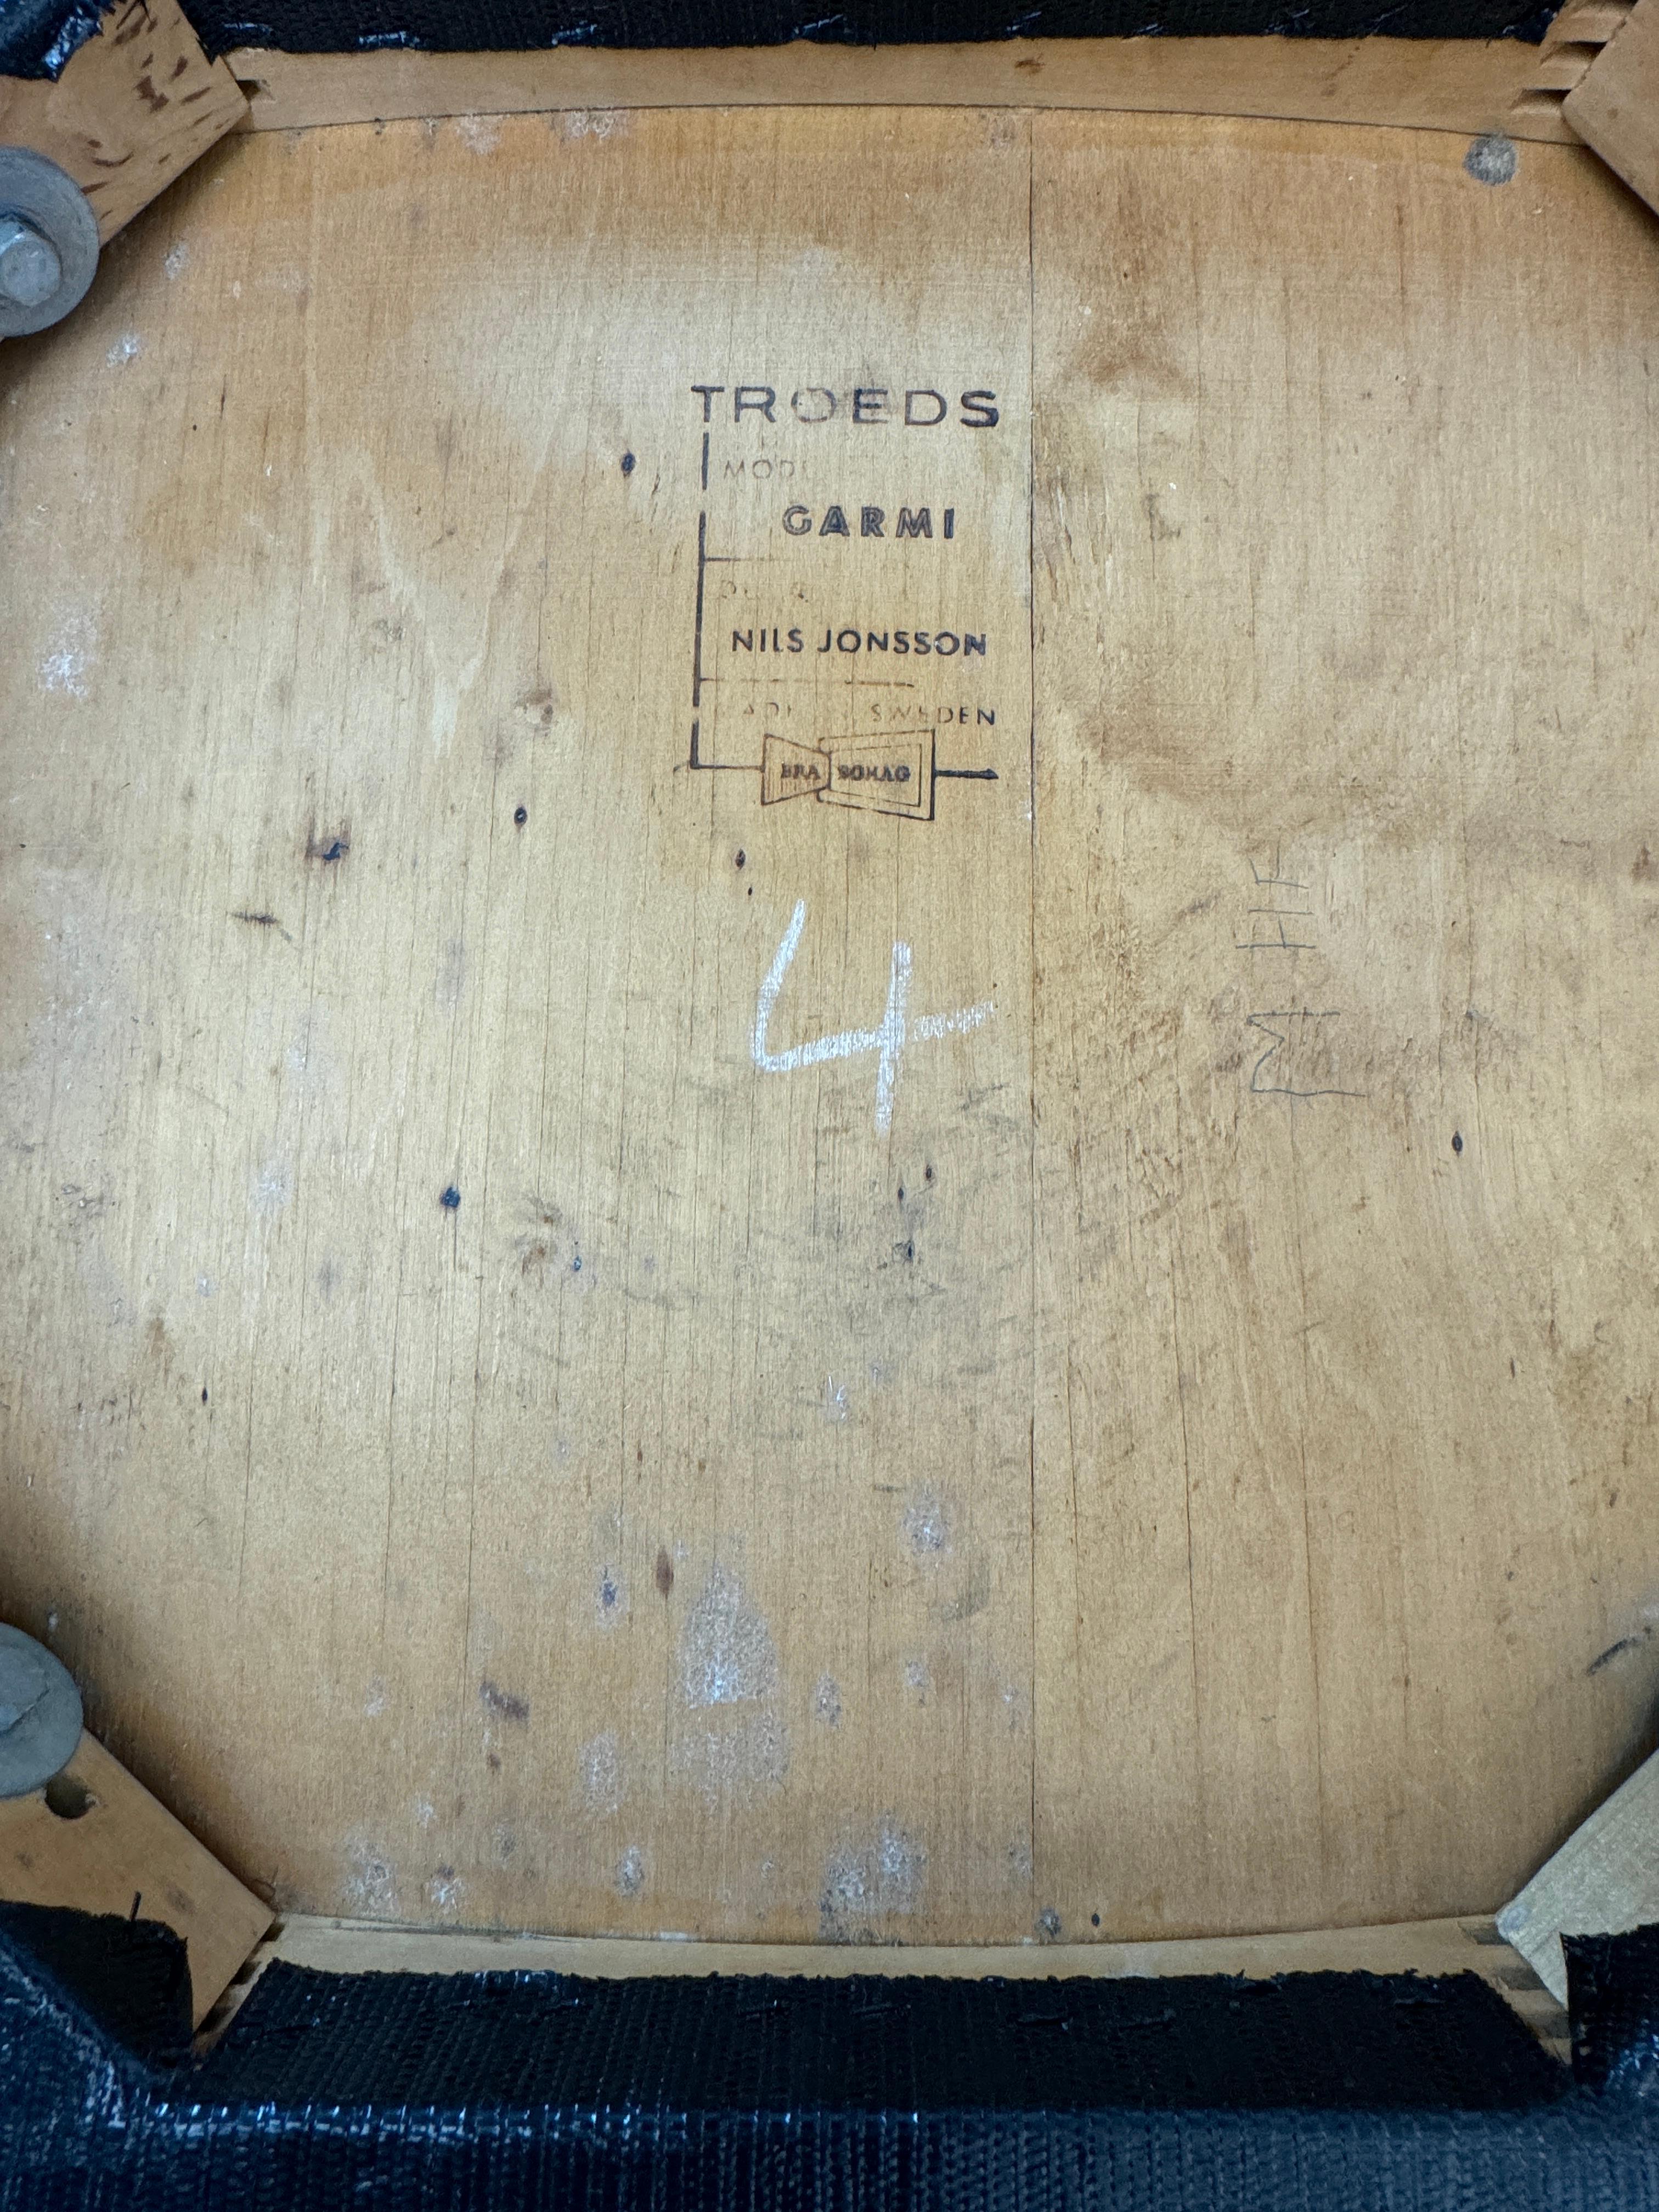 TROEDS
GARMI
NILS JONSSON
SWEDEN
BRA BOHAG
4